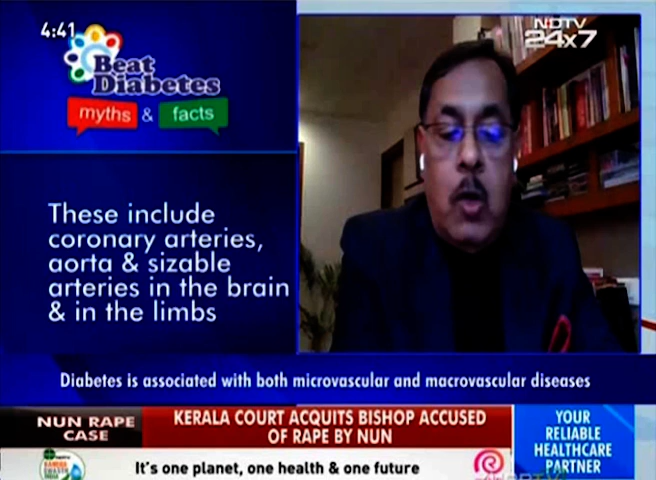 4:41
NDTV
24x7
Beat
Diabetes
myths & facts
These include
coronary arteries,
aorta & sizable
arteries in the brain
& in the limbs
Diabetes is associated with both microvascular and macrovascular diseases
NUN RAPE
CASE
KERALA COURT ACQUITS BISHOP ACCUSED
OF RAPE BY NUN
YOUR
RELIABLE
HEALTHCARE
PARTNER
It's one planet, one health & one future